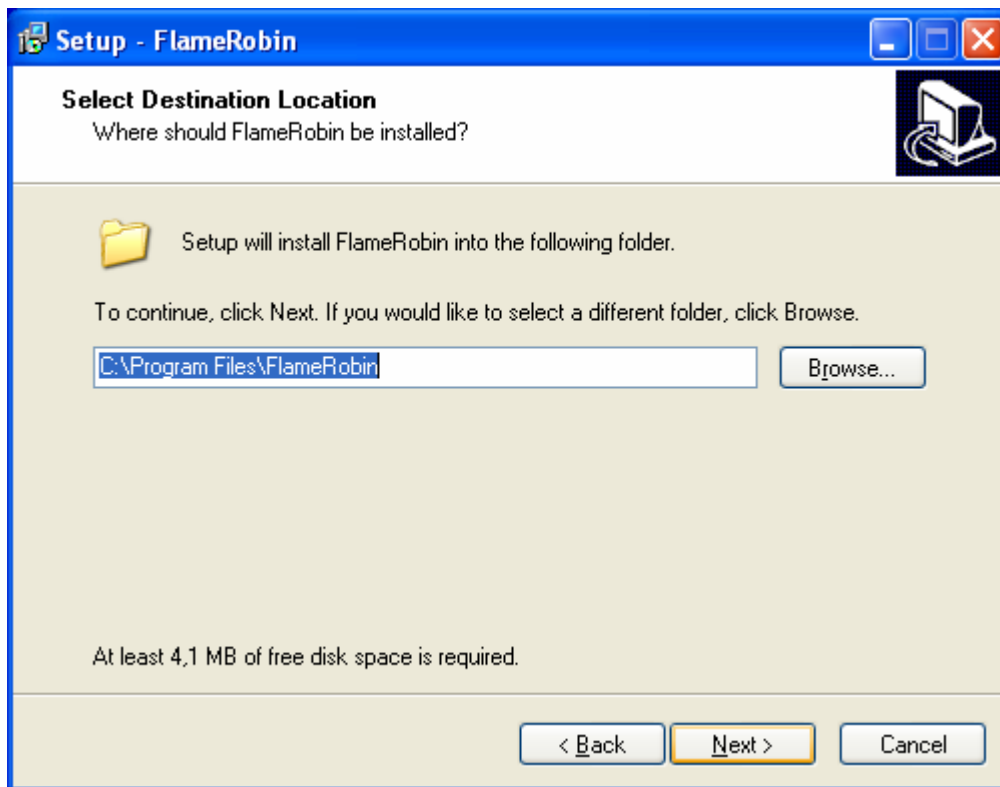 Setup - FlameRobin
Select Destination Location
Where should FlameRobin be installed?
Setup will install FlameRobin into the following folder.
To continue, click Next. If you would like to select a different folder, click Browse.
C:\Program Files\FlameRobin
Browse...
At least 4,1 MB of free disk space is required.
< Back
Next >
Cancel